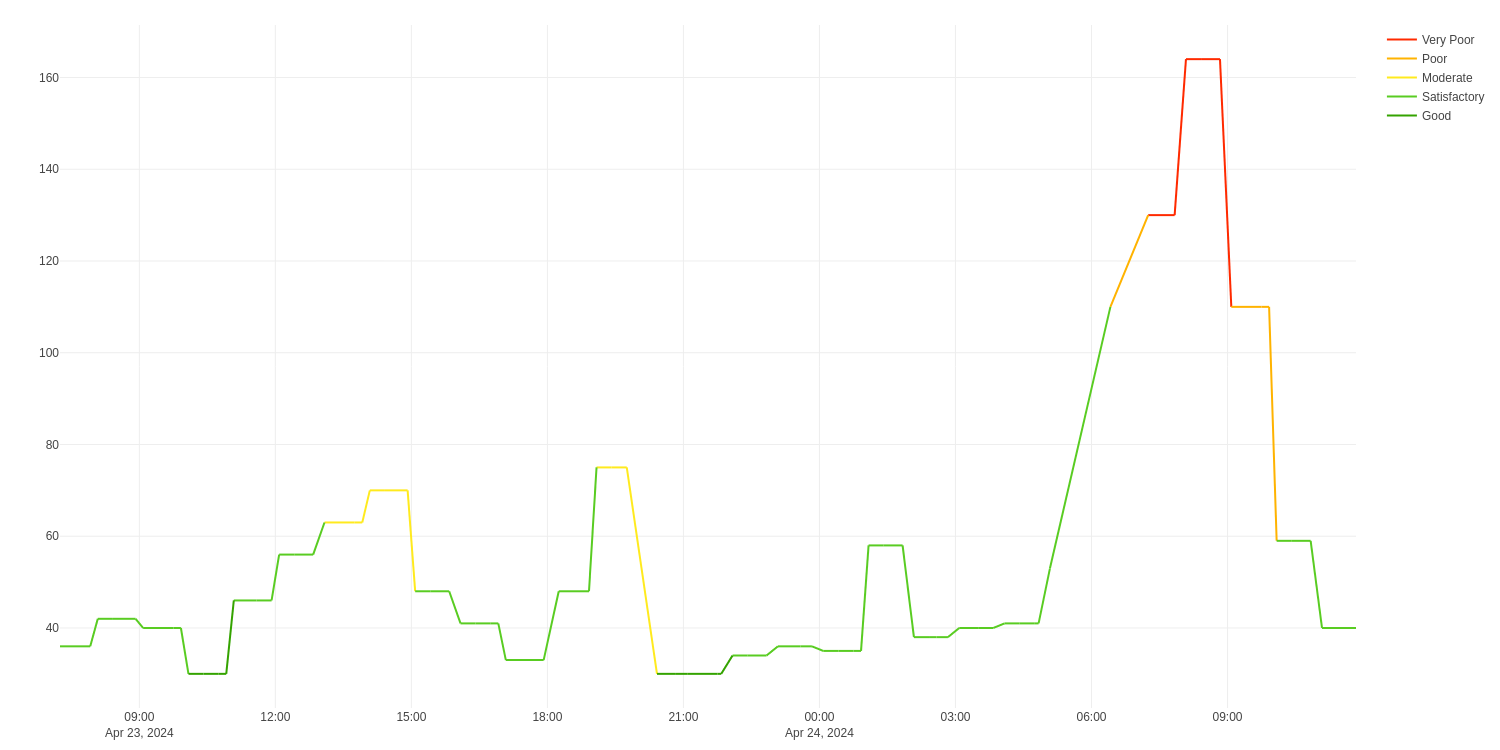 160
140
120
100
80
60
40
09:00
Apr 23, 2024
12:00
15:00
18:00
21:00
00:00
Apr 24, 2024
03:00
06:00
09:00
Very Poor
Poor
Moderate
Satisfactory
Good